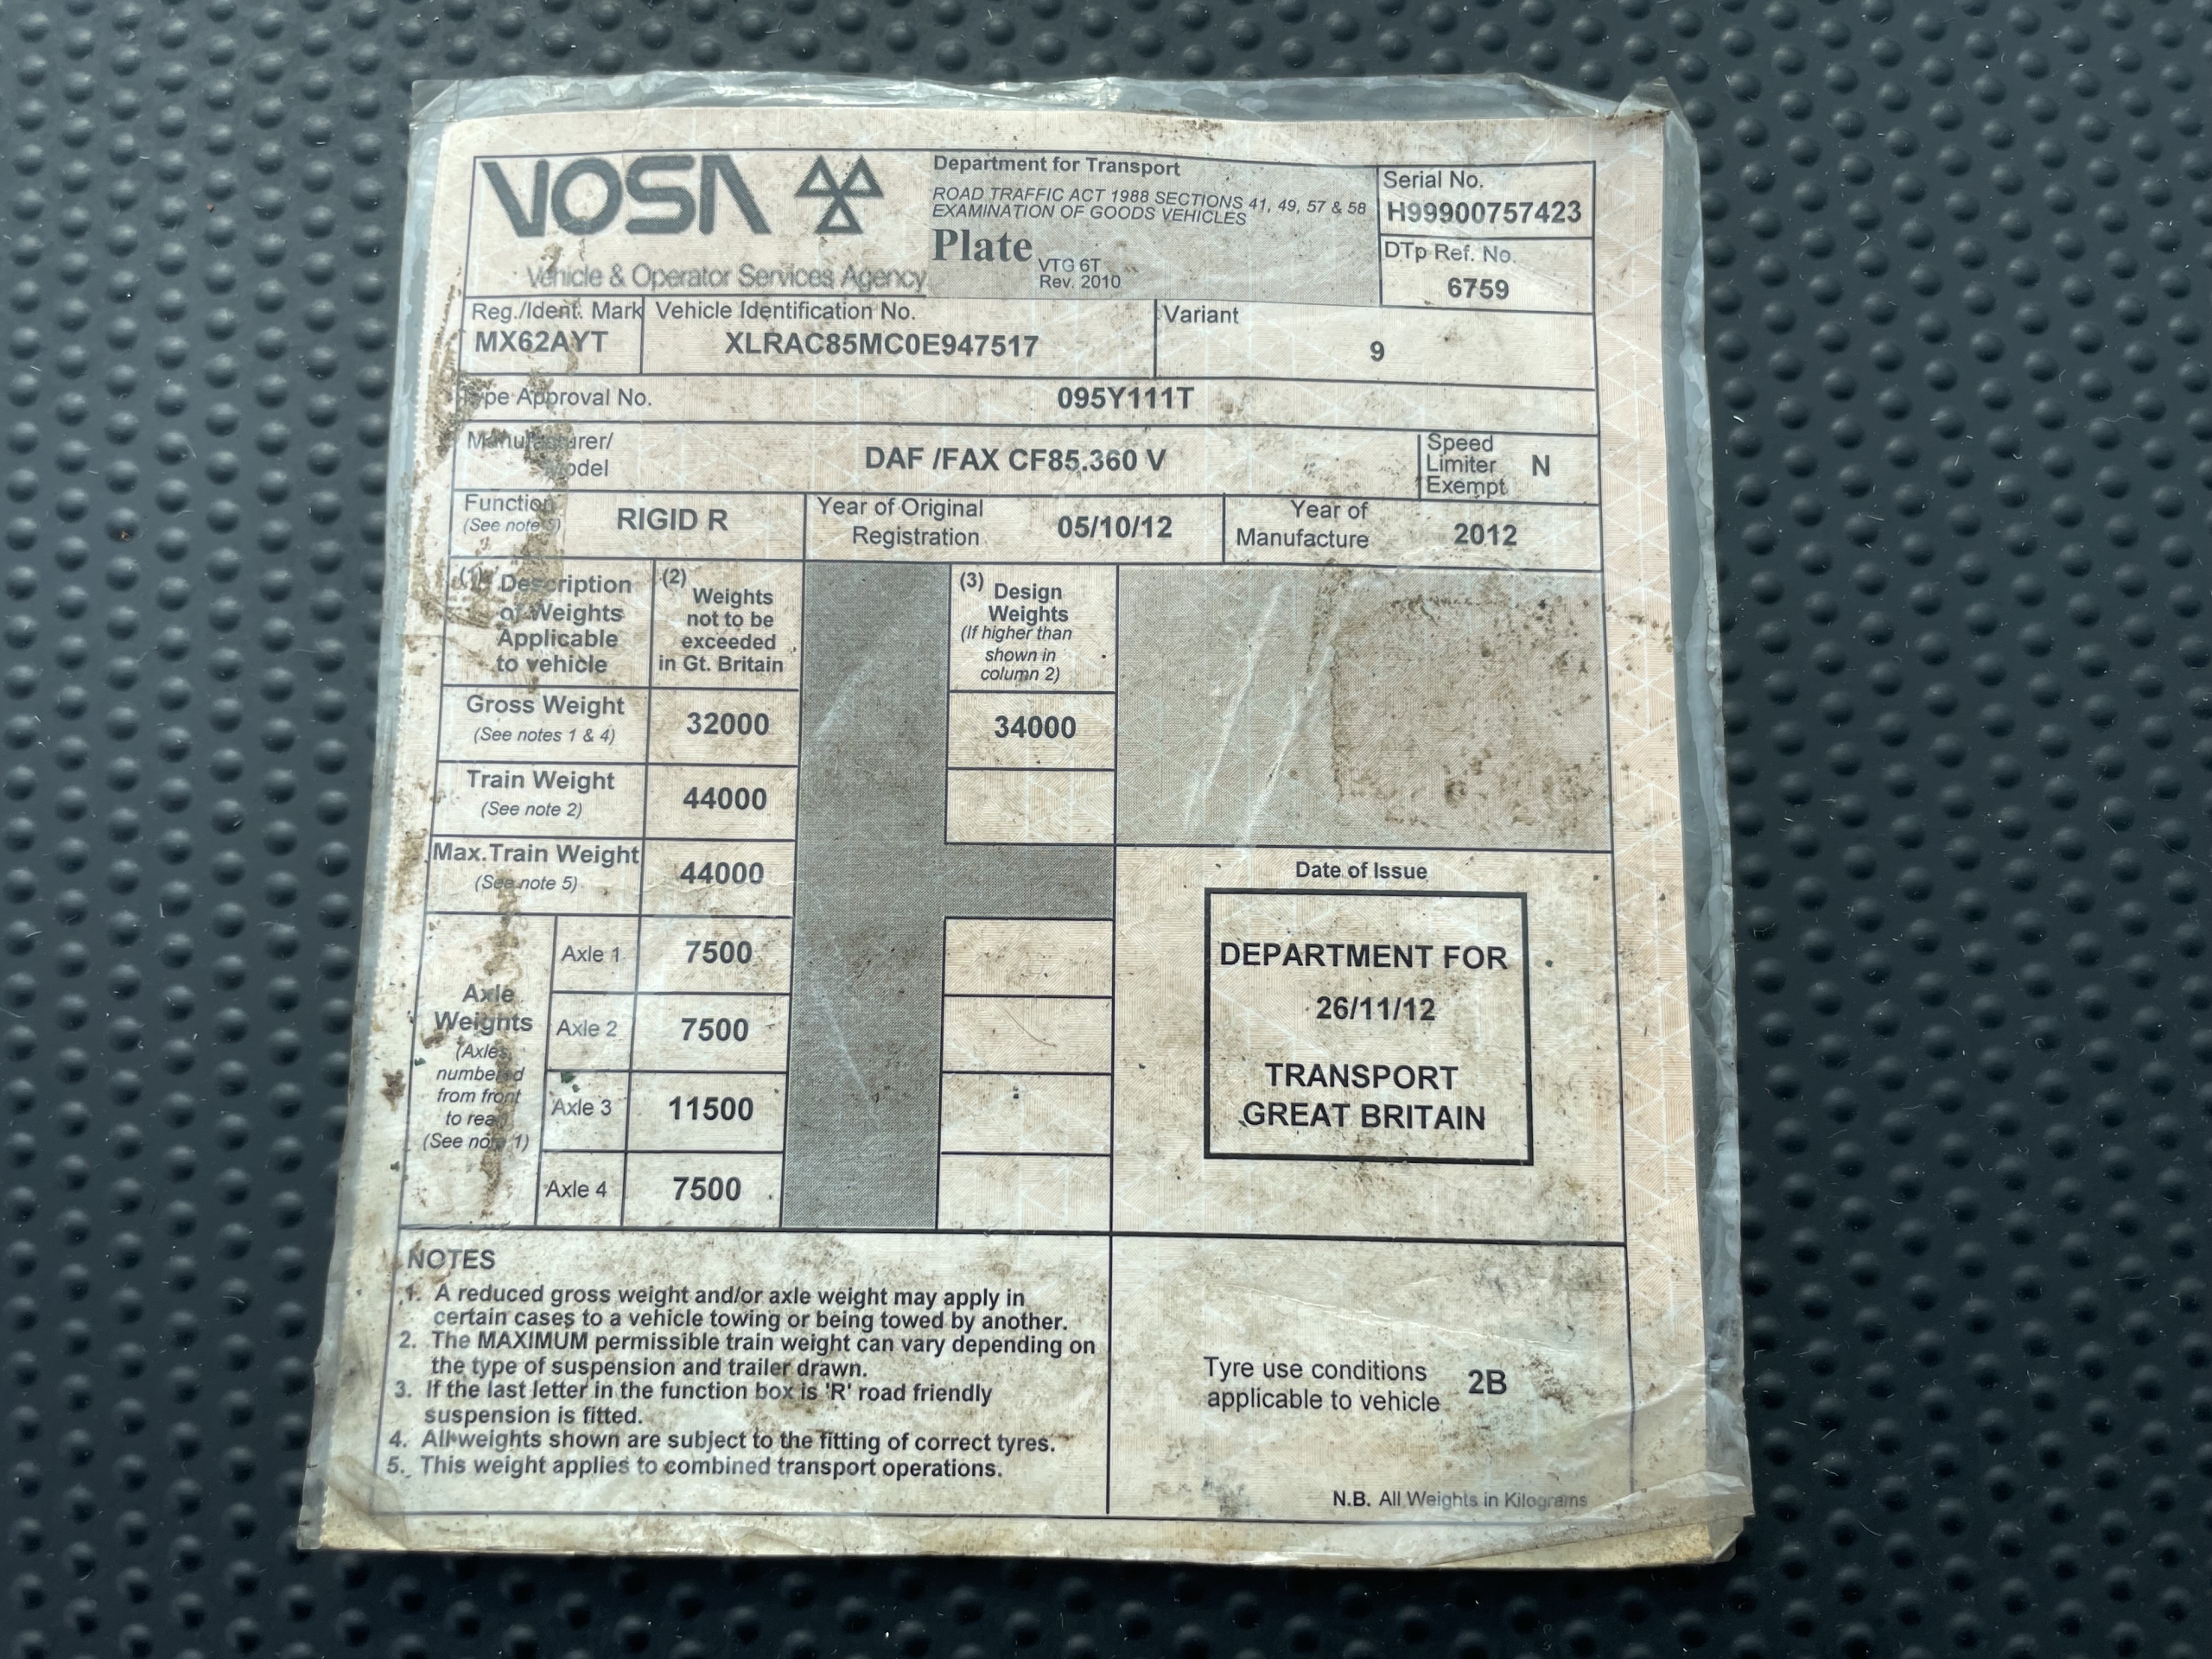 VOSA
Vehicle & Operator Services Agency
Department for Transport
ROAD TRAFFIC ACT 1988 SECTIONS 41, 49, 57 & 58
EXAMINATION OF GOODS VEHICLES
Plate VTG 6T
Rev. 2010
Serial No.
H99900757423
DTp Ref. No.
6759
Reg./Ident. Mark
MX62AYT
Vehicle Identification No.
XLRAC85MC0E947517
Variant
9
Type Approval No. 095Y111T
Manufacturer/
Model
DAF /FAX CF85.360 V
Speed
Limiter
Exempt
N
Function
(See note 3)
RIGID R
Year of Original
Registration
05/10/12
Year of
Manufacture
2012
(1) Description
of Weights
Applicable
to vehicle
(2) Weights
not to be
exceeded
in Gt. Britain
(3) Design
Weights
(If higher than
shown in
column 2)
Gross Weight
(See notes 1 & 4)
32000
34000
Train Weight
(See note 2)
44000
Max.Train Weight
(See note 5)
44000
Axle
Weights
(Axles
numbered
from front
to rear)
(See note 1)
Axle 1 7500
Axle 2 7500
Axle 3 11500
Axle 4 7500
Date of Issue
DEPARTMENT FOR
26/11/12
TRANSPORT
GREAT BRITAIN
NOTES
1. A reduced gross weight and/or axle weight may apply in
certain cases to a vehicle towing or being towed by another.
2. The MAXIMUM permissible train weight can vary depending on
the type of suspension and trailer drawn.
3. If the last letter in the function box is 'R' road friendly
suspension is fitted.
4. All weights shown are subject to the fitting of correct tyres.
5. This weight applies to combined transport operations.
Tyre use conditions
applicable to vehicle
2B
N.B. All Weights in Kilograms